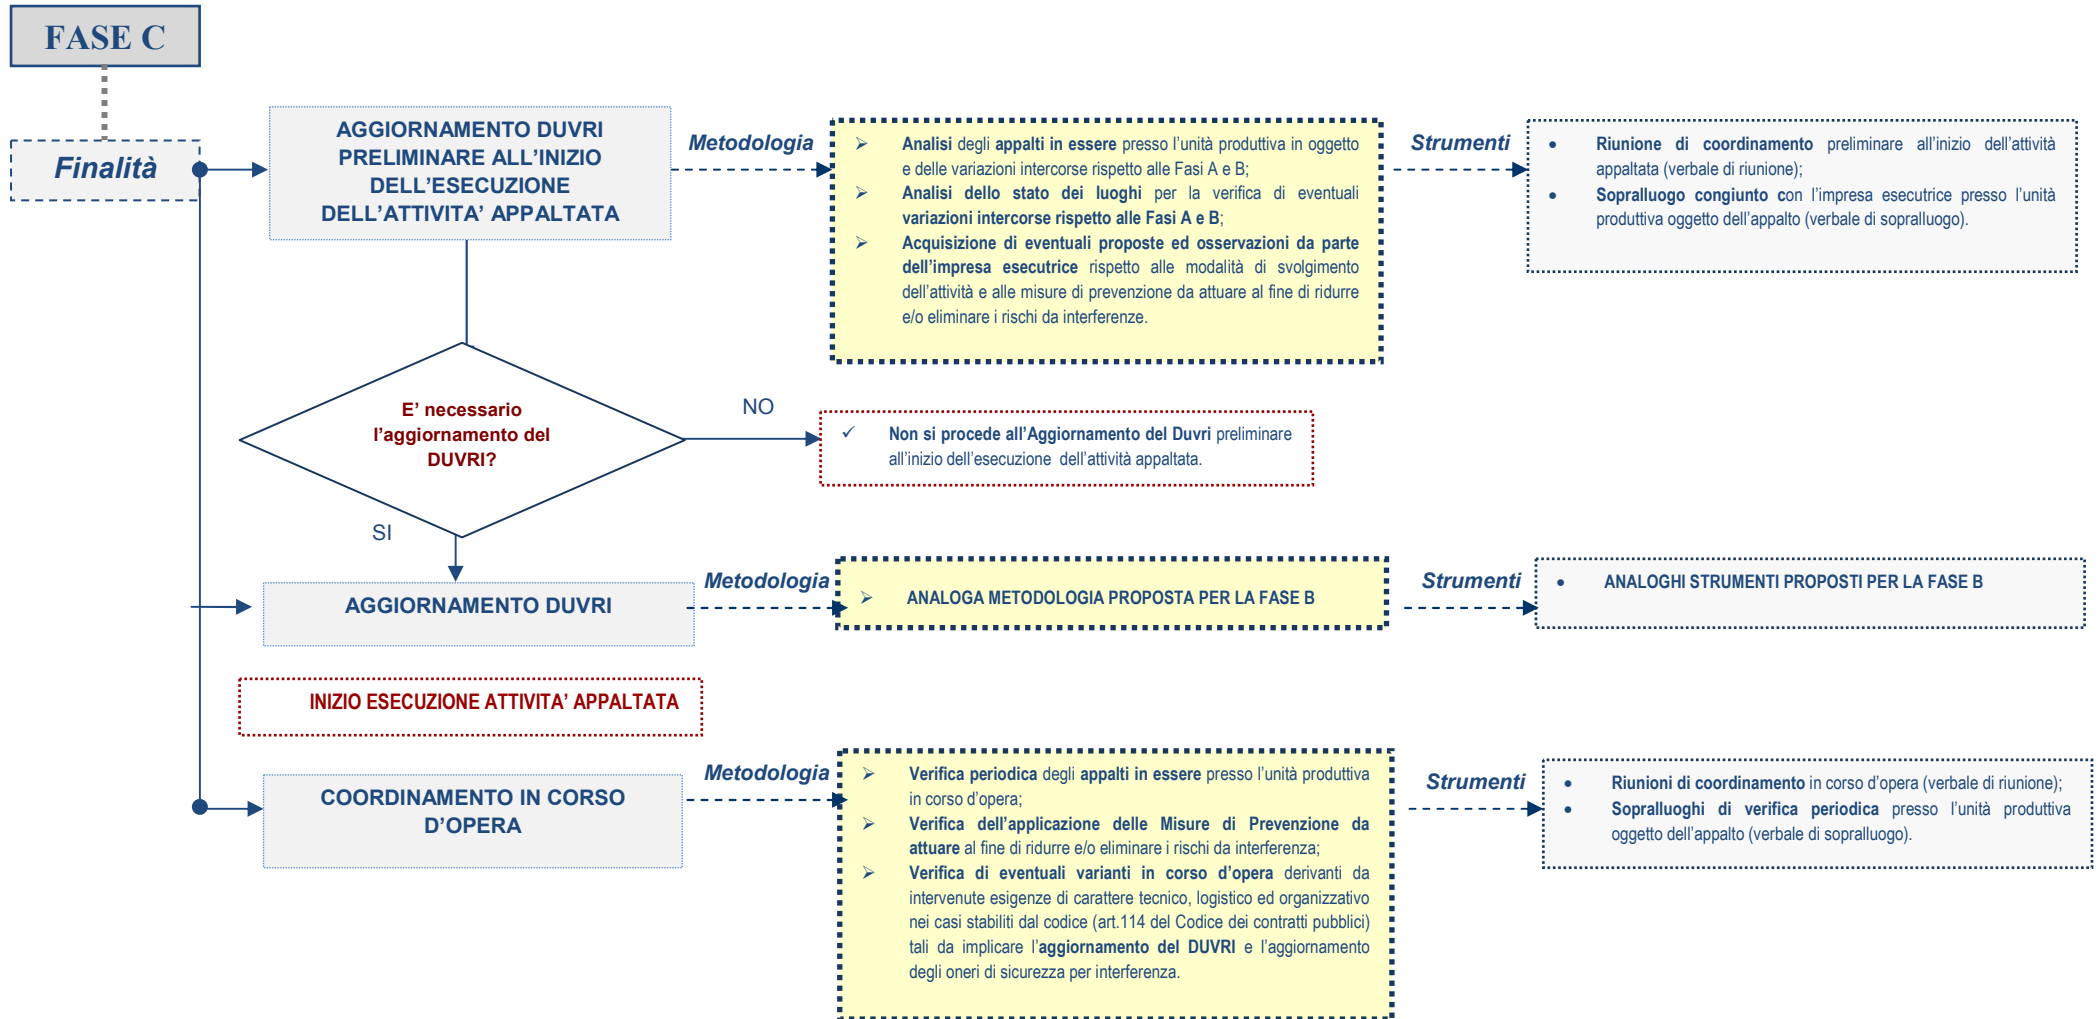 FASE C
Finalità
AGGIORNAMENTO DUVRI
PRELIMINARE ALL’INIZIO
DELL’ESECUZIONE
DELL’ATTIVITA’ APPALTATA
Metodologia
➢ Analisi degli appalti in essere presso l’unità produttiva in oggetto
e delle variazioni intercorse rispetto alle Fasi A e B;
➢ Analisi dello stato dei luoghi per la verifica di eventuali
variazioni intercorse rispetto alle Fasi A e B;
➢ Acquisizione di eventuali proposte ed osservazioni da parte
dell’impresa esecutrice rispetto alle modalità di svolgimento
dell’attività e alle misure di prevenzione da attuare al fine di ridurre
e/o eliminare i rischi da interferenze.
Strumenti
• Riunione di coordinamento preliminare all’inizio dell’attività
appaltata (verbale di riunione);
• Sopralluogo congiunto con l’impresa esecutrice presso l’unità
produttiva oggetto dell’appalto (verbale di sopralluogo).
E’ necessario
l’aggiornamento del
DUVRI?
NO
✓ Non si procede all’Aggiornamento del Duvri preliminare
all’inizio dell’esecuzione dell’attività appaltata.
SI
AGGIORNAMENTO DUVRI
Metodologia
➢ ANALOGA METODOLOGIA PROPOSTA PER LA FASE B
Strumenti
• ANALOGHI STRUMENTI PROPOSTI PER LA FASE B
INIZIO ESECUZIONE ATTIVITA’ APPALTATA
COORDINAMENTO IN CORSO
D’OPERA
Metodologia
➢ Verifica periodica degli appalti in essere presso l’unità produttiva
in corso d’opera;
➢ Verifica dell’applicazione delle Misure di Prevenzione da
attuare al fine di ridurre e/o eliminare i rischi da interferenza;
➢ Verifica di eventuali varianti in corso d’opera derivanti da
intervenute esigenze di carattere tecnico, logistico ed organizzativo
nei casi stabiliti dal codice (art.114 del Codice dei contratti pubblici)
tali da implicare l’aggiornamento del DUVRI e l’aggiornamento
degli oneri di sicurezza per interferenza.
Strumenti
• Riunioni di coordinamento in corso d’opera (verbale di riunione);
• Sopralluoghi di verifica periodica presso l’unità produttiva
oggetto dell’appalto (verbale di sopralluogo).